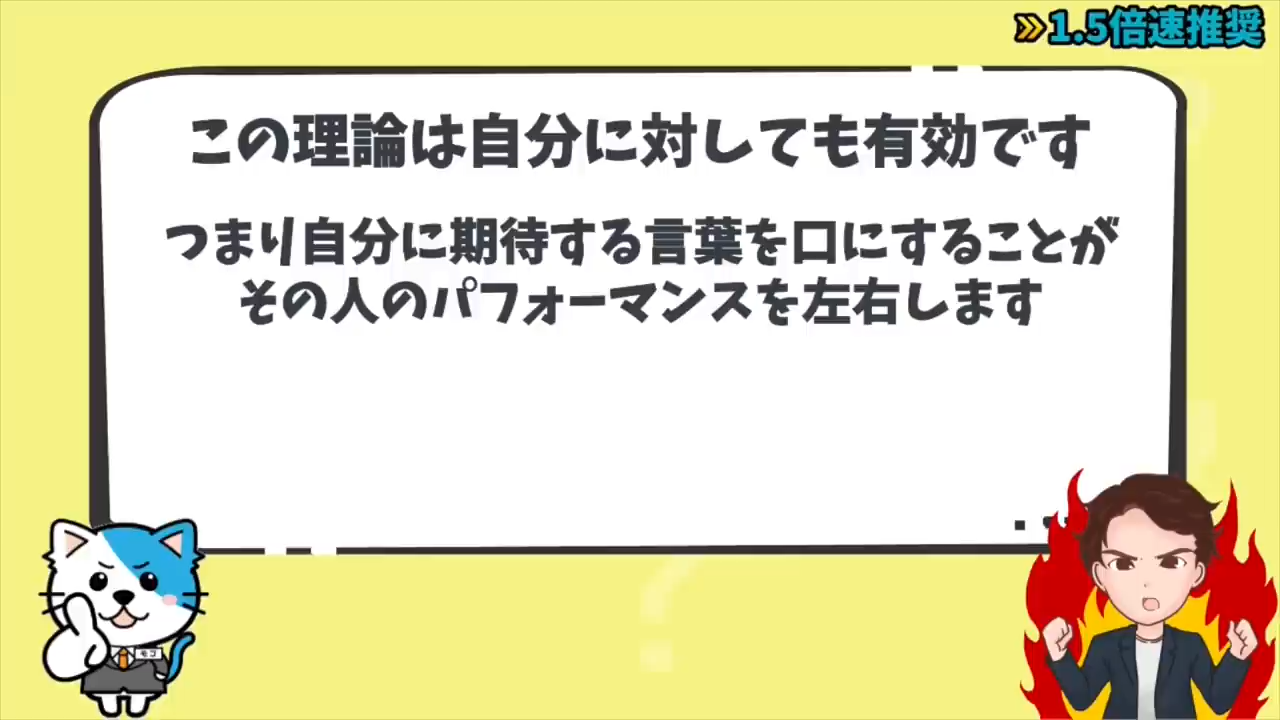 1.5倍速推奨
この理論は自分に対しても有効です
つまり自分に期待する言葉を口にすることが
その人のパフォーマンスを左右します
モゴ